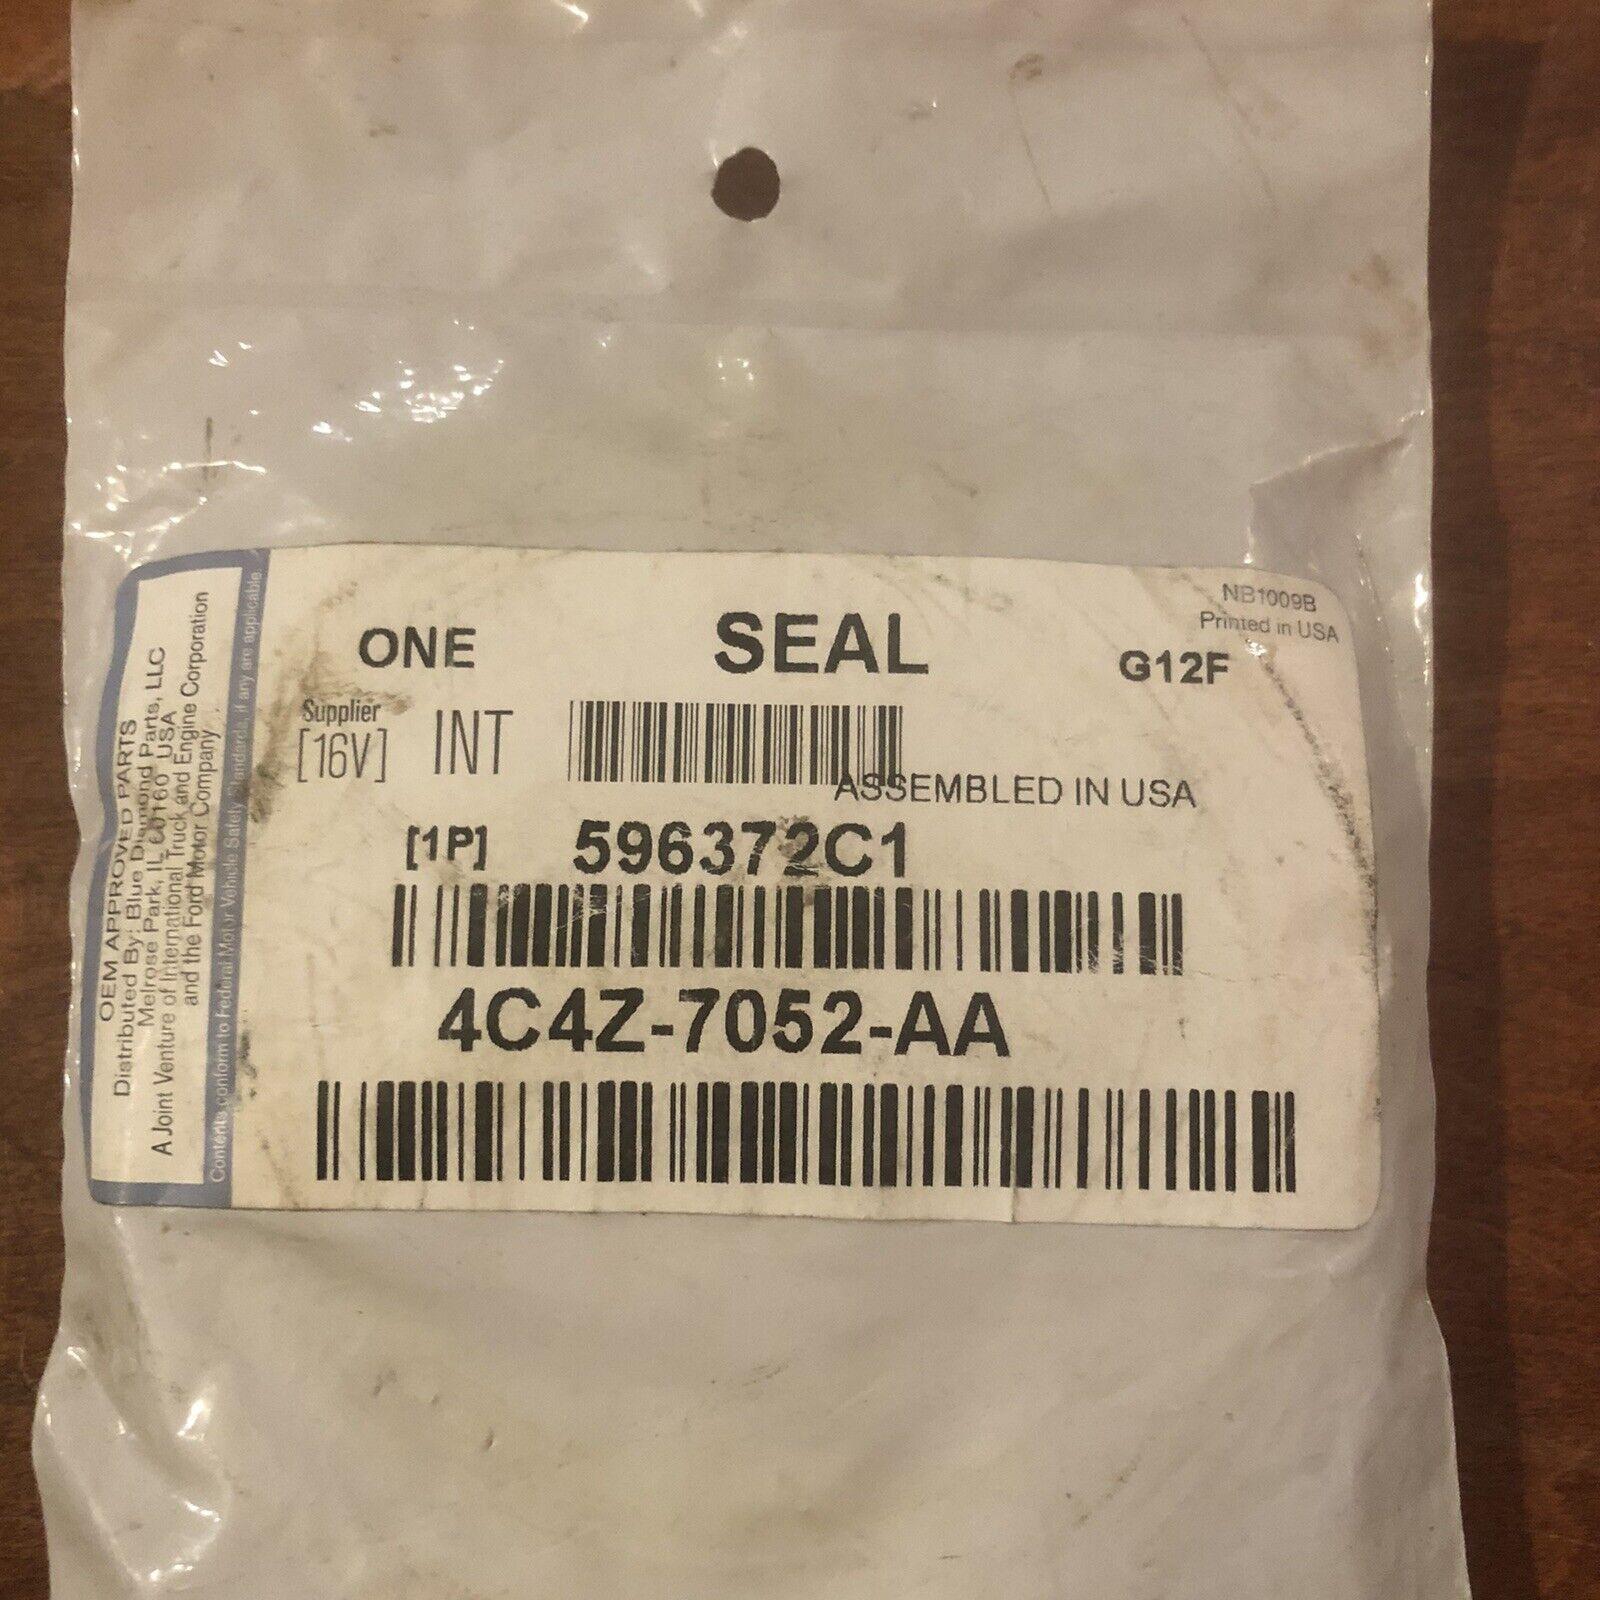 NB1009B
Printed in USA
ONE SEAL G12F
Supplier
[16V] INT
ASSEMBLED IN USA
[1P] 596372C1
4C4Z-7052-AA
OEM APPROVED PARTS
Distributed By: Blue Diamond Parts, LLC
Melrose Park, IL 60160 USA
A Joint Venture of International Truck and Engine Corporation
and the Ford Motor Company
Contents conform to Federal Motor Vehicle Safety Standards, if any are applicable.